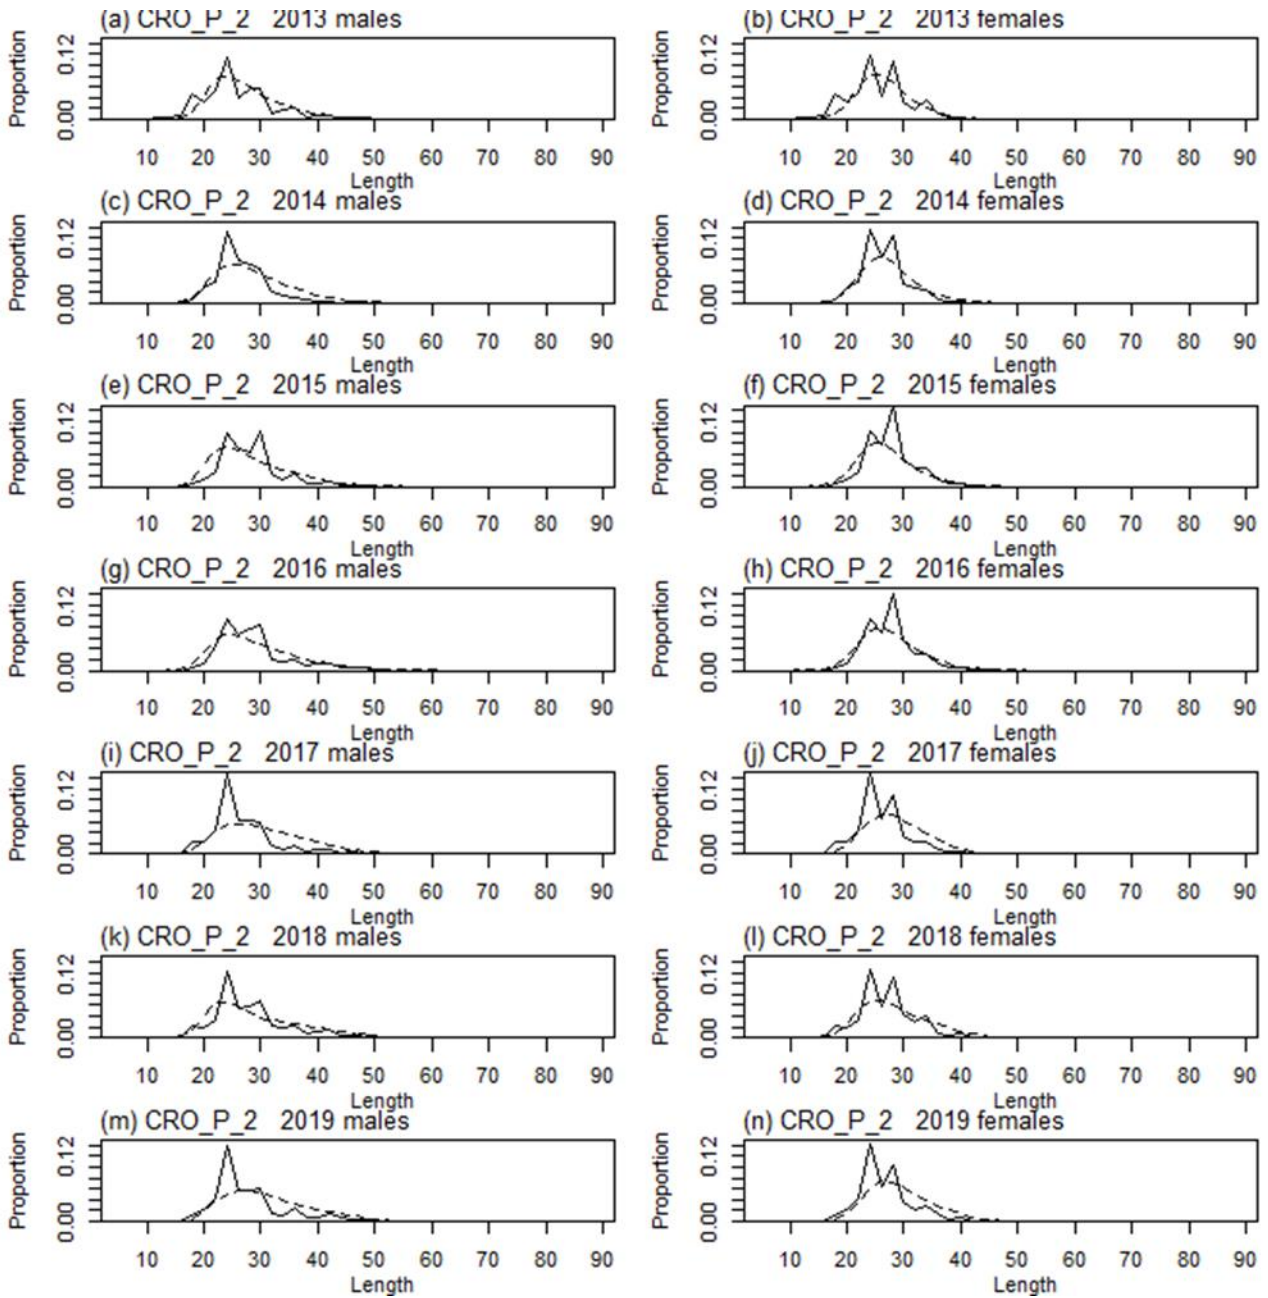 (a) CRO_P_2 2013 males
Proportion
0.12
0.00
10 20 30 40 50 60 70 80 90
Length
(b) CRO_P_2 2013 females
Proportion
0.12
0.00
10 20 30 40 50 60 70 80 90
Length
(c) CRO_P_2 2014 males
Proportion
0.12
0.00
10 20 30 40 50 60 70 80 90
Length
(d) CRO_P_2 2014 females
Proportion
0.12
0.00
10 20 30 40 50 60 70 80 90
Length
(e) CRO_P_2 2015 males
Proportion
0.12
0.00
10 20 30 40 50 60 70 80 90
Length
(f) CRO_P_2 2015 females
Proportion
0.12
0.00
10 20 30 40 50 60 70 80 90
Length
(g) CRO_P_2 2016 males
Proportion
0.12
0.00
10 20 30 40 50 60 70 80 90
Length
(h) CRO_P_2 2016 females
Proportion
0.12
0.00
10 20 30 40 50 60 70 80 90
Length
(i) CRO_P_2 2017 males
Proportion
0.12
0.00
10 20 30 40 50 60 70 80 90
Length
(j) CRO_P_2 2017 females
Proportion
0.12
0.00
10 20 30 40 50 60 70 80 90
Length
(k) CRO_P_2 2018 males
Proportion
0.12
0.00
10 20 30 40 50 60 70 80 90
Length
(l) CRO_P_2 2018 females
Proportion
0.12
0.00
10 20 30 40 50 60 70 80 90
Length
(m) CRO_P_2 2019 males
Proportion
0.12
0.00
10 20 30 40 50 60 70 80 90
Length
(n) CRO_P_2 2019 females
Proportion
0.12
0.00
10 20 30 40 50 60 70 80 90
Length